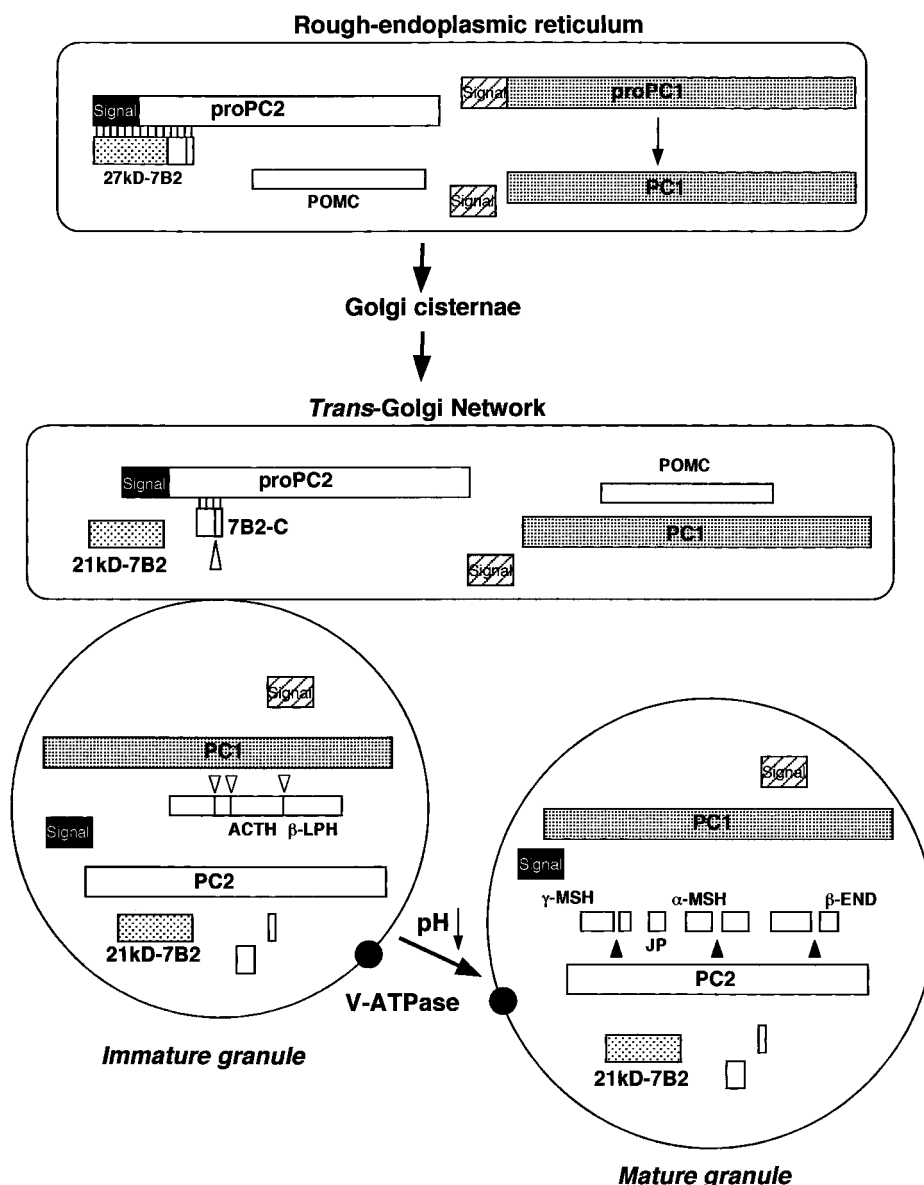 Rough-endoplasmic reticulum
Signal
proPC2
Signal
proPC1
27kD-7B2
POMC
Signal
PC1
Golgi cisternae
Trans-Golgi Network
Signal
proPC2
POMC
7B2-C
21kD-7B2
PC1
Signal
Signal
PC1
ACTH
β-LPH
Signal
PC2
21kD-7B2
pH
V-ATPase
Immature granule
Signal
PC1
Signal
γ-MSH
α-MSH
β-END
JP
PC2
21kD-7B2
Mature granule